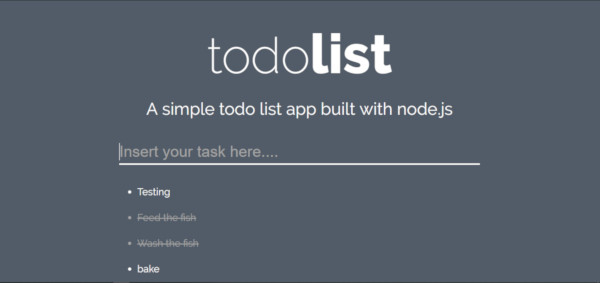 todolist
A simple todo list app built with node.js
Insert your task here....
Testing
Feed the fish
Wash the fish
bake